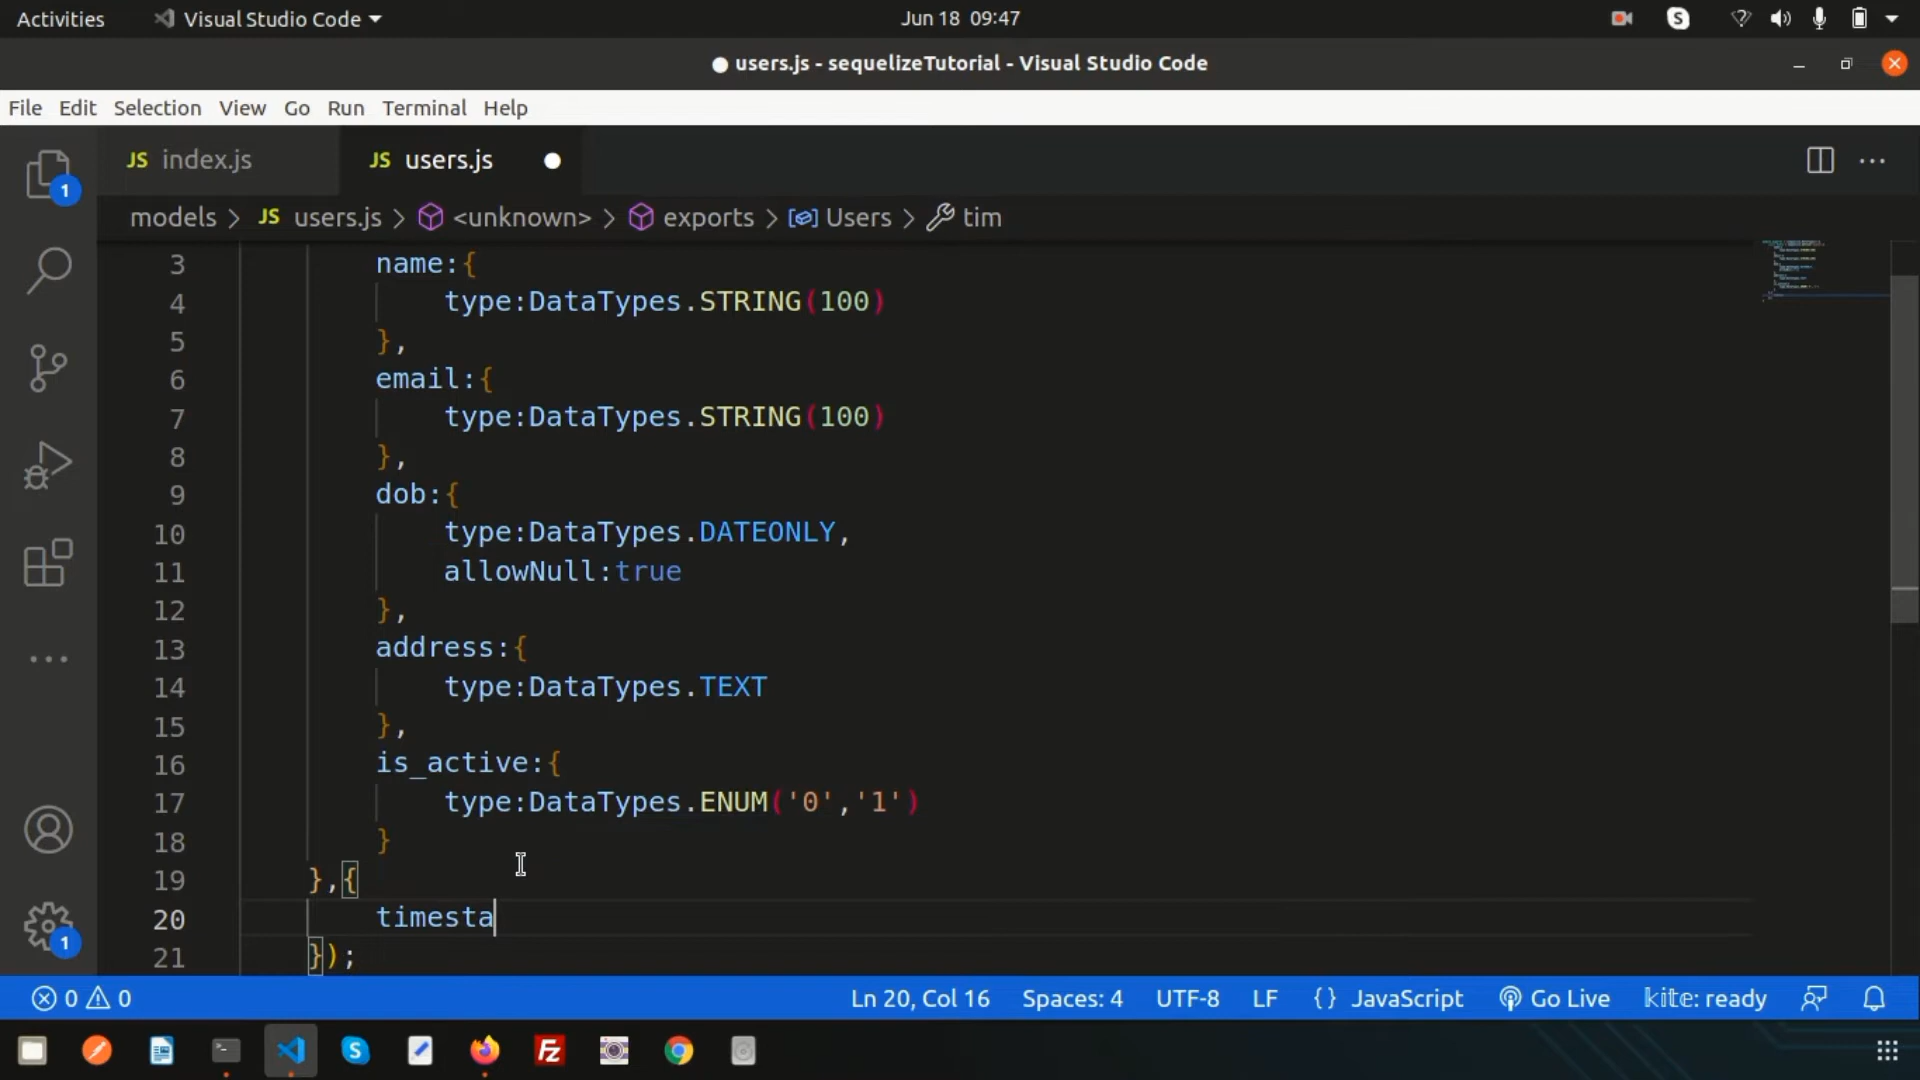 Activities Visual Studio Code Jun 18 09:47
users.js - sequelizeTutorial - Visual Studio Code
File Edit Selection View Go Run Terminal Help
JS index.js JS users.js
models > JS users.js > <unknown> > exports > Users > tim
3 name:{
4 type:DataTypes.STRING(100)
5 },
6 email:{
7 type:DataTypes.STRING(100)
8 },
9 dob:{
10 type:DataTypes.DATEONLY,
11 allowNull:true
12 },
13 address:{
14 type:DataTypes.TEXT
15 },
16 is_active:{
17 type:DataTypes.ENUM('0','1')
18 }
19 },{
20 timesta
21 });
1
1
0 0 Ln 20, Col 16 Spaces: 4 UTF-8 LF {} JavaScript Go Live kite: ready